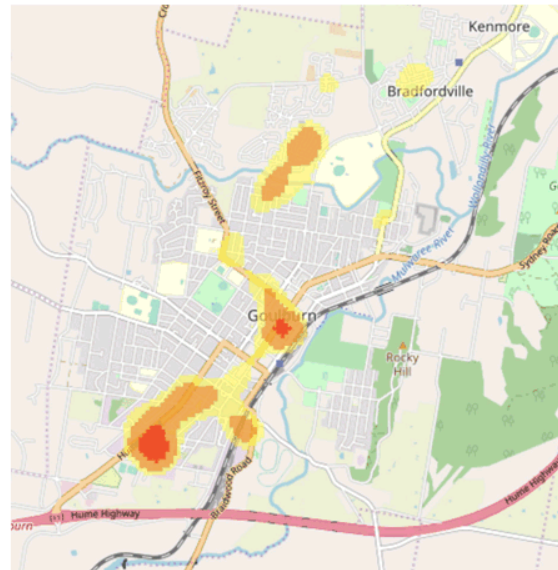 Kenmore
Bradfordville
Fitzroy Street
Wollondilly River
Mulwaree River
Sydney Road
Goulburn
Rocky
Hill
Braidwood Road
Hume Highway
Hume Highway